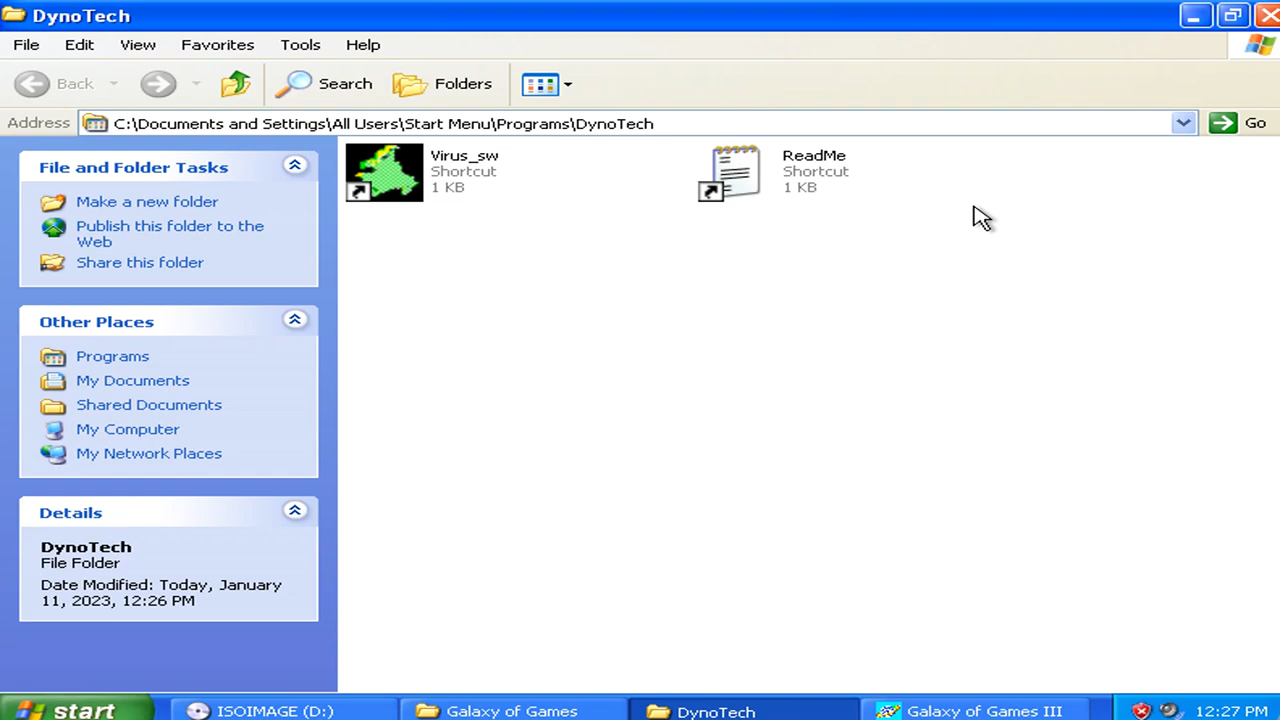 DynoTech
File Edit View Favorites Tools Help
Back Search Folders
Address C:\Documents and Settings\All Users\Start Menu\Programs\DynoTech Go
File and Folder Tasks
Make a new folder
Publish this folder to the
Web
Share this folder
Other Places
Programs
My Documents
Shared Documents
My Computer
My Network Places
Details
DynoTech
File Folder
Date Modified: Today, January
11, 2023, 12:26 PM
Virus_sw
Shortcut
1 KB
ReadMe
Shortcut
1 KB
start ISOIMAGE (D:) Galaxy of Games DynoTech Galaxy of Games III 12:27 PM